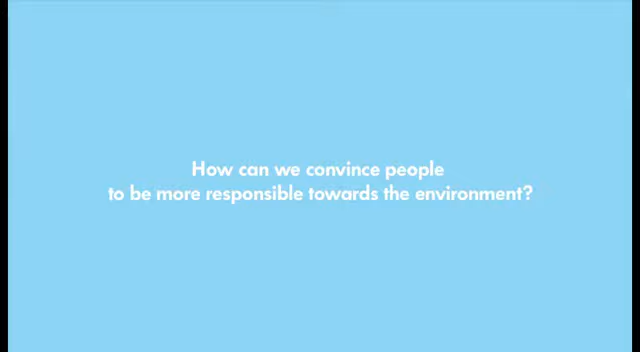 How can we convince people
to be more responsible towards the environment?